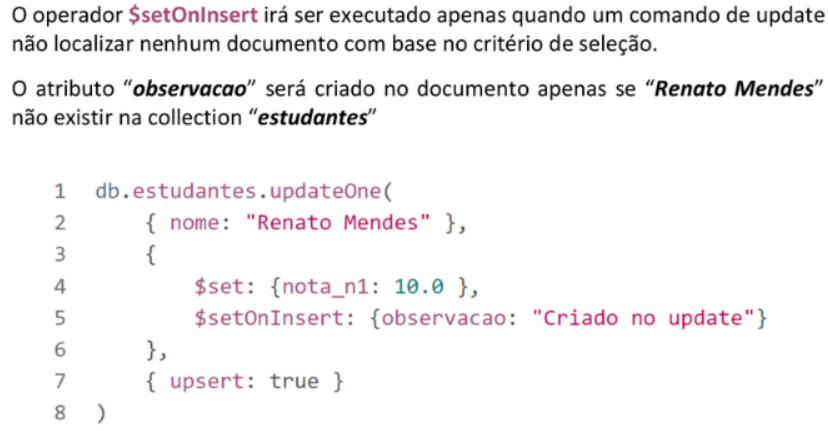 O operador $setOnInsert irá ser executado apenas quando um comando de update
não localizar nenhum documento com base no critério de seleção.
O atributo “observacao” será criado no documento apenas se “Renato Mendes”
não existir na collection “estudantes”
1 db.estudantes.updateOne(
2 { nome: "Renato Mendes" },
3 {
4 $set: {nota_n1: 10.0 },
5 $setOnInsert: {observacao: "Criado no update"}
6 },
7 { upsert: true }
8 )